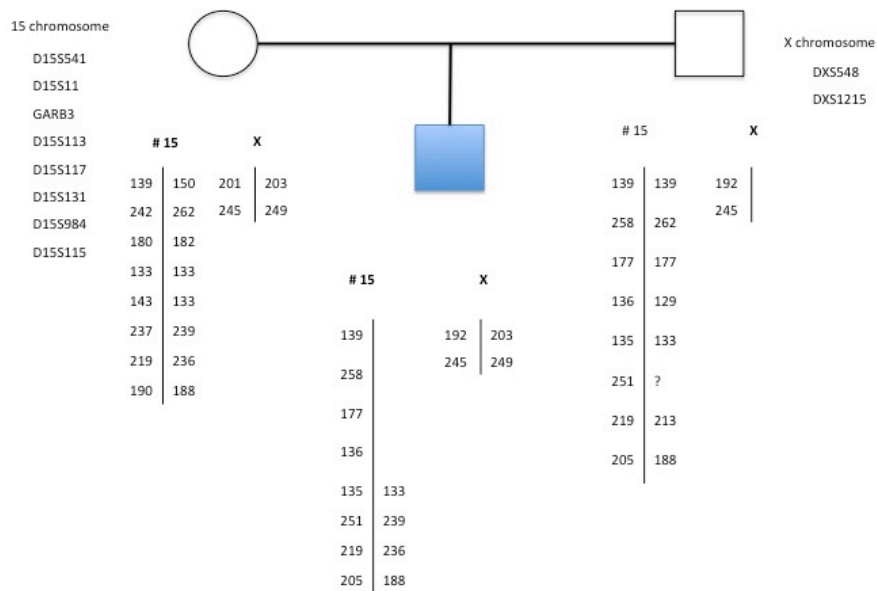 15 chromosome
D15S541
D15S11
GARB3
D15S113
D15S117
D15S131
D15S984
D15S115
X chromosome
DXS548
DXS1215
# 15 X
139 150 201 203
242 262 245 249
180 182
133 133
143 133
237 239
219 236
190 188
# 15 X
139 192 203
258 245 249
177
136
135 133
251 239
219 236
205 188
# 15 X
139 139 192
258 262 245
177 177
136 129
135 133
251 ?
219 213
205 188